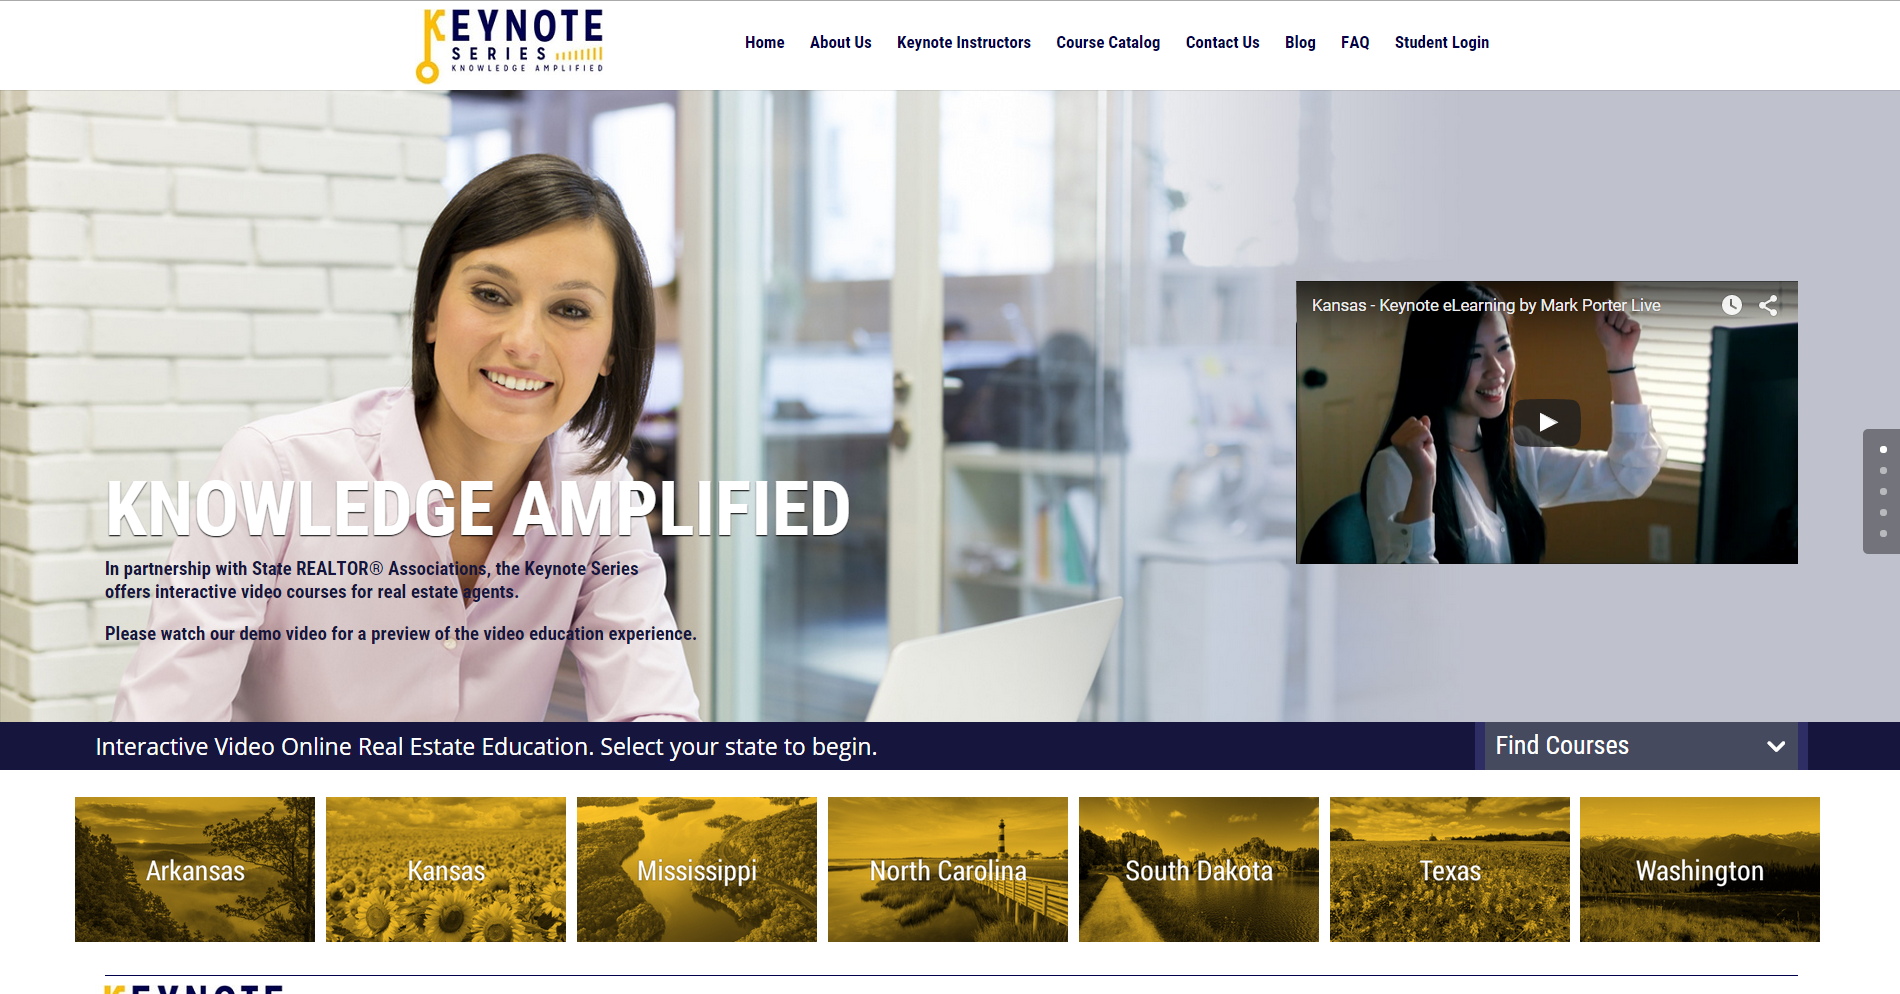 KEYNOTE
SERIES
KNOWLEDGE AMPLIFIED
Home About Us Keynote Instructors Course Catalog Contact Us Blog FAQ Student Login
Kansas - Keynote eLearning by Mark Porter Live
KNOWLEDGE AMPLIFIED
In partnership with State REALTOR® Associations, the Keynote Series
offers interactive video courses for real estate agents.
Please watch our demo video for a preview of the video education experience.
Interactive Video Online Real Estate Education. Select your state to begin.
Find Courses
Arkansas
Kansas
Mississippi
North Carolina
South Dakota
Texas
Washington
KEYNOTE